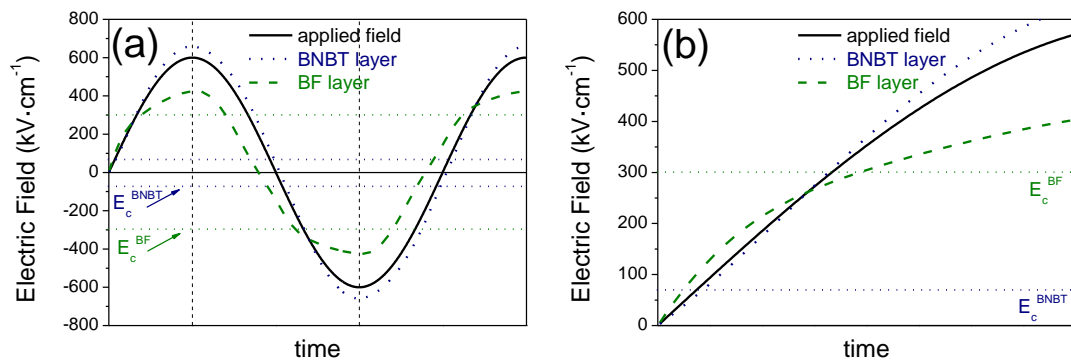 (a)
applied field
BNBT layer
BF layer
Electric Field (kV·cm⁻¹)
800
600
400
200
0
-200
-400
-600
-800
E_c^BNBT
E_c^BF
time
(b)
applied field
BNBT layer
BF layer
Electric Field (kV·cm⁻¹)
600
500
400
300
200
100
0
E_c^BF
E_c^BNBT
time